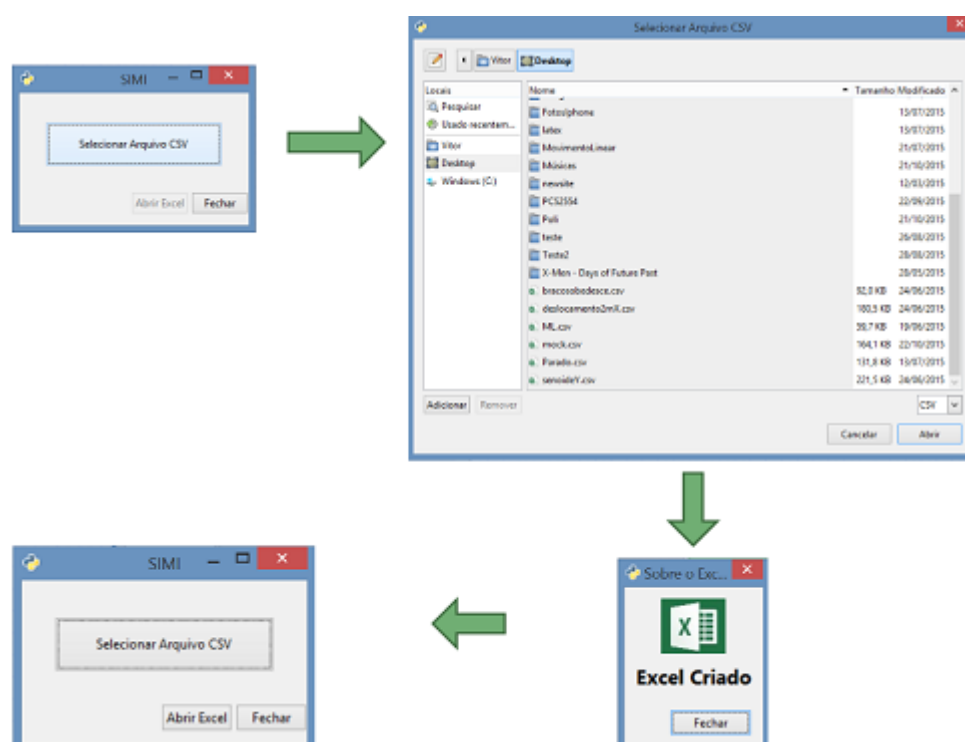 SIMI
Selecionar Arquivo CSV
Abrir Excel Fechar
Selecionar Arquivo CSV
Vitor Desktop
Locais
Pesquisar
Usado recentem...
Vitor
Desktop
Windows (C:)
Nome Tamanho Modificado
FotosIphone 15/07/2015
latex 15/07/2015
MovimentoLinear 21/07/2015
Músicas 21/10/2015
newsite 12/03/2015
PCS2554 22/09/2015
Poli 21/10/2015
teste 26/08/2015
Teste2 28/08/2015
X-Men - Days of Future Past 28/05/2015
bracosobedesce.csv 92,0 KB 24/06/2015
deslocamento2mX.csv 180,5 KB 24/06/2015
ML.csv 39,7 KB 19/06/2015
mock.csv 164,1 KB 22/10/2015
Parado.csv 131,8 KB 13/07/2015
senoideY.csv 221,5 KB 24/06/2015
Adicionar Remover
CSV
Cancelar Abrir
Sobre o Exc...
Excel Criado
Fechar
SIMI
Selecionar Arquivo CSV
Abrir Excel Fechar